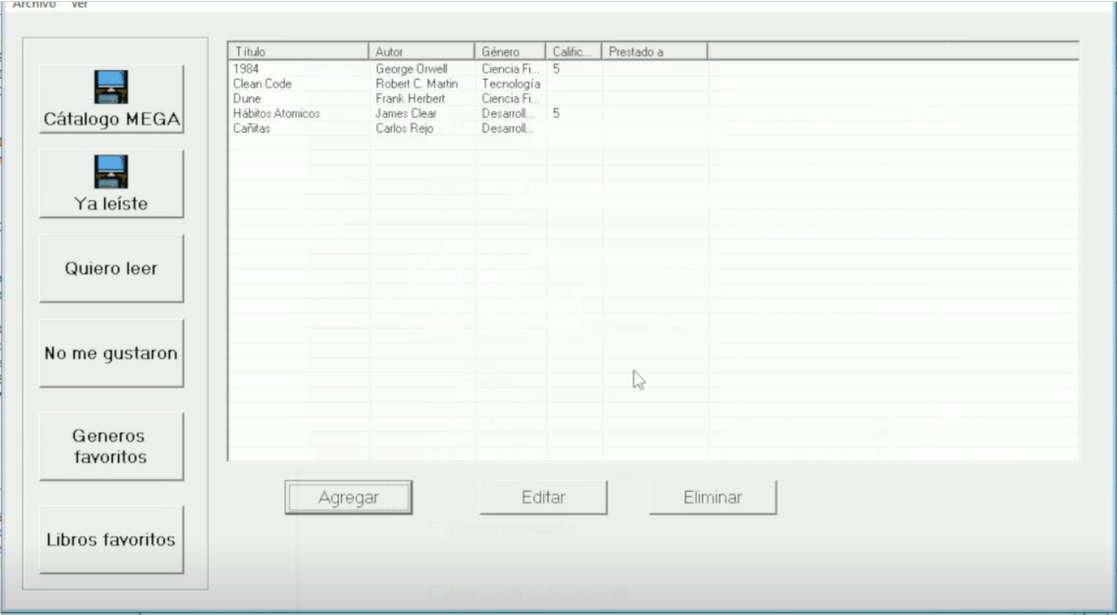 Archivo Ver
Cátalogo MEGA
Ya leíste
Quiero leer
No me gustaron
Generos
favoritos
Libros favoritos
Título Autor Género Calific... Prestado a
1984 George Orwell Ciencia Fi... 5
Clean Code Robert C. Martin Tecnología
Dune Frank Herbert Ciencia Fi...
Hábitos Atomicos James Clear Desarroll... 5
Cañitas Carlos Rejo Desarroll...
Agregar Editar Eliminar
Recomendado